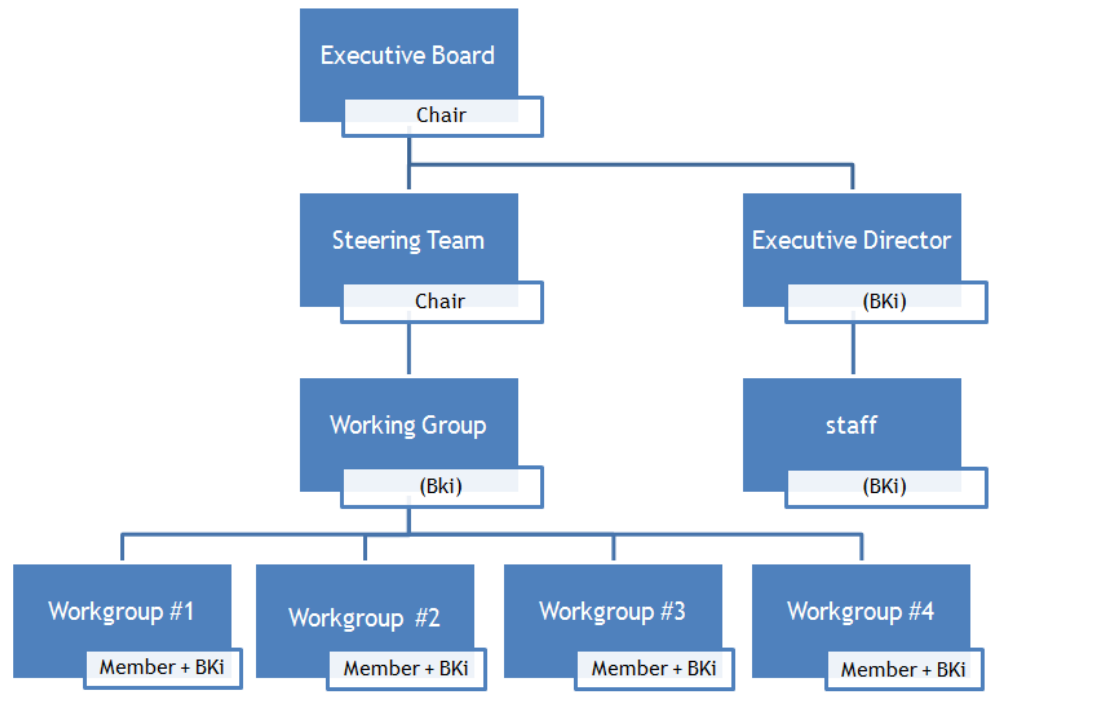 Executive Board
Chair
Steering Team
Chair
Executive Director
(BKi)
Working Group
(Bki)
staff
(BKi)
Workgroup #1
Member + BKi
Workgroup #2
Member + BKi
Workgroup #3
Member + BKi
Workgroup #4
Member + BKi